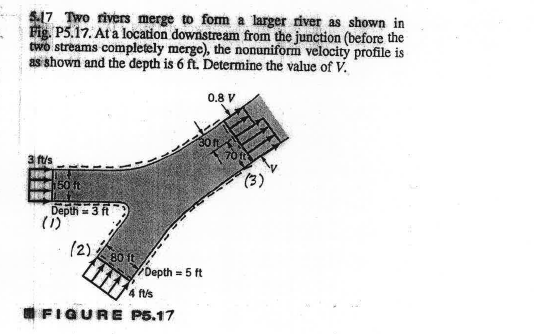 5.17 Two rivers merge to form a larger river as shown in
Fig. P5.17. At a location downstream from the junction (before the
two streams completely merge), the nonuniform velocity profile is
as shown and the depth is 6 ft. Determine the value of V.
0.8 V
30 ft
70 ft
3 ft/s
V
(3)
50 ft
Depth = 3 ft
(1)
(2)
80 ft
Depth = 5 ft
4 ft/s
FIGURE P5.17